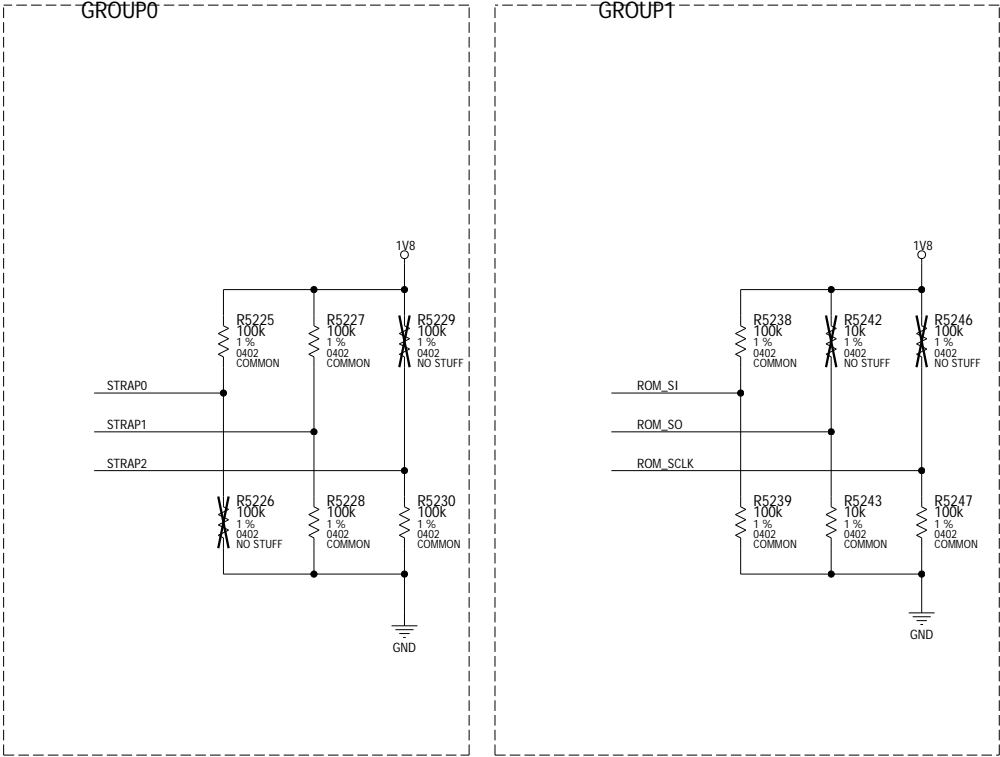 GROUP0
1V8
R5225
100k
1 %
0402
COMMON
R5227
100k
1 %
0402
COMMON
R5229
100k
1 %
0402
NO STUFF
STRAP0
STRAP1
STRAP2
R5226
100k
1 %
0402
NO STUFF
R5228
100k
1 %
0402
COMMON
R5230
100k
1 %
0402
COMMON
GND
GROUP1
1V8
R5238
100k
1 %
0402
COMMON
R5242
10k
1 %
0402
NO STUFF
R5246
100k
1 %
0402
NO STUFF
ROM_SI
ROM_SO
ROM_SCLK
R5239
100k
1 %
0402
COMMON
R5243
10k
1 %
0402
COMMON
R5247
100k
1 %
0402
COMMON
GND